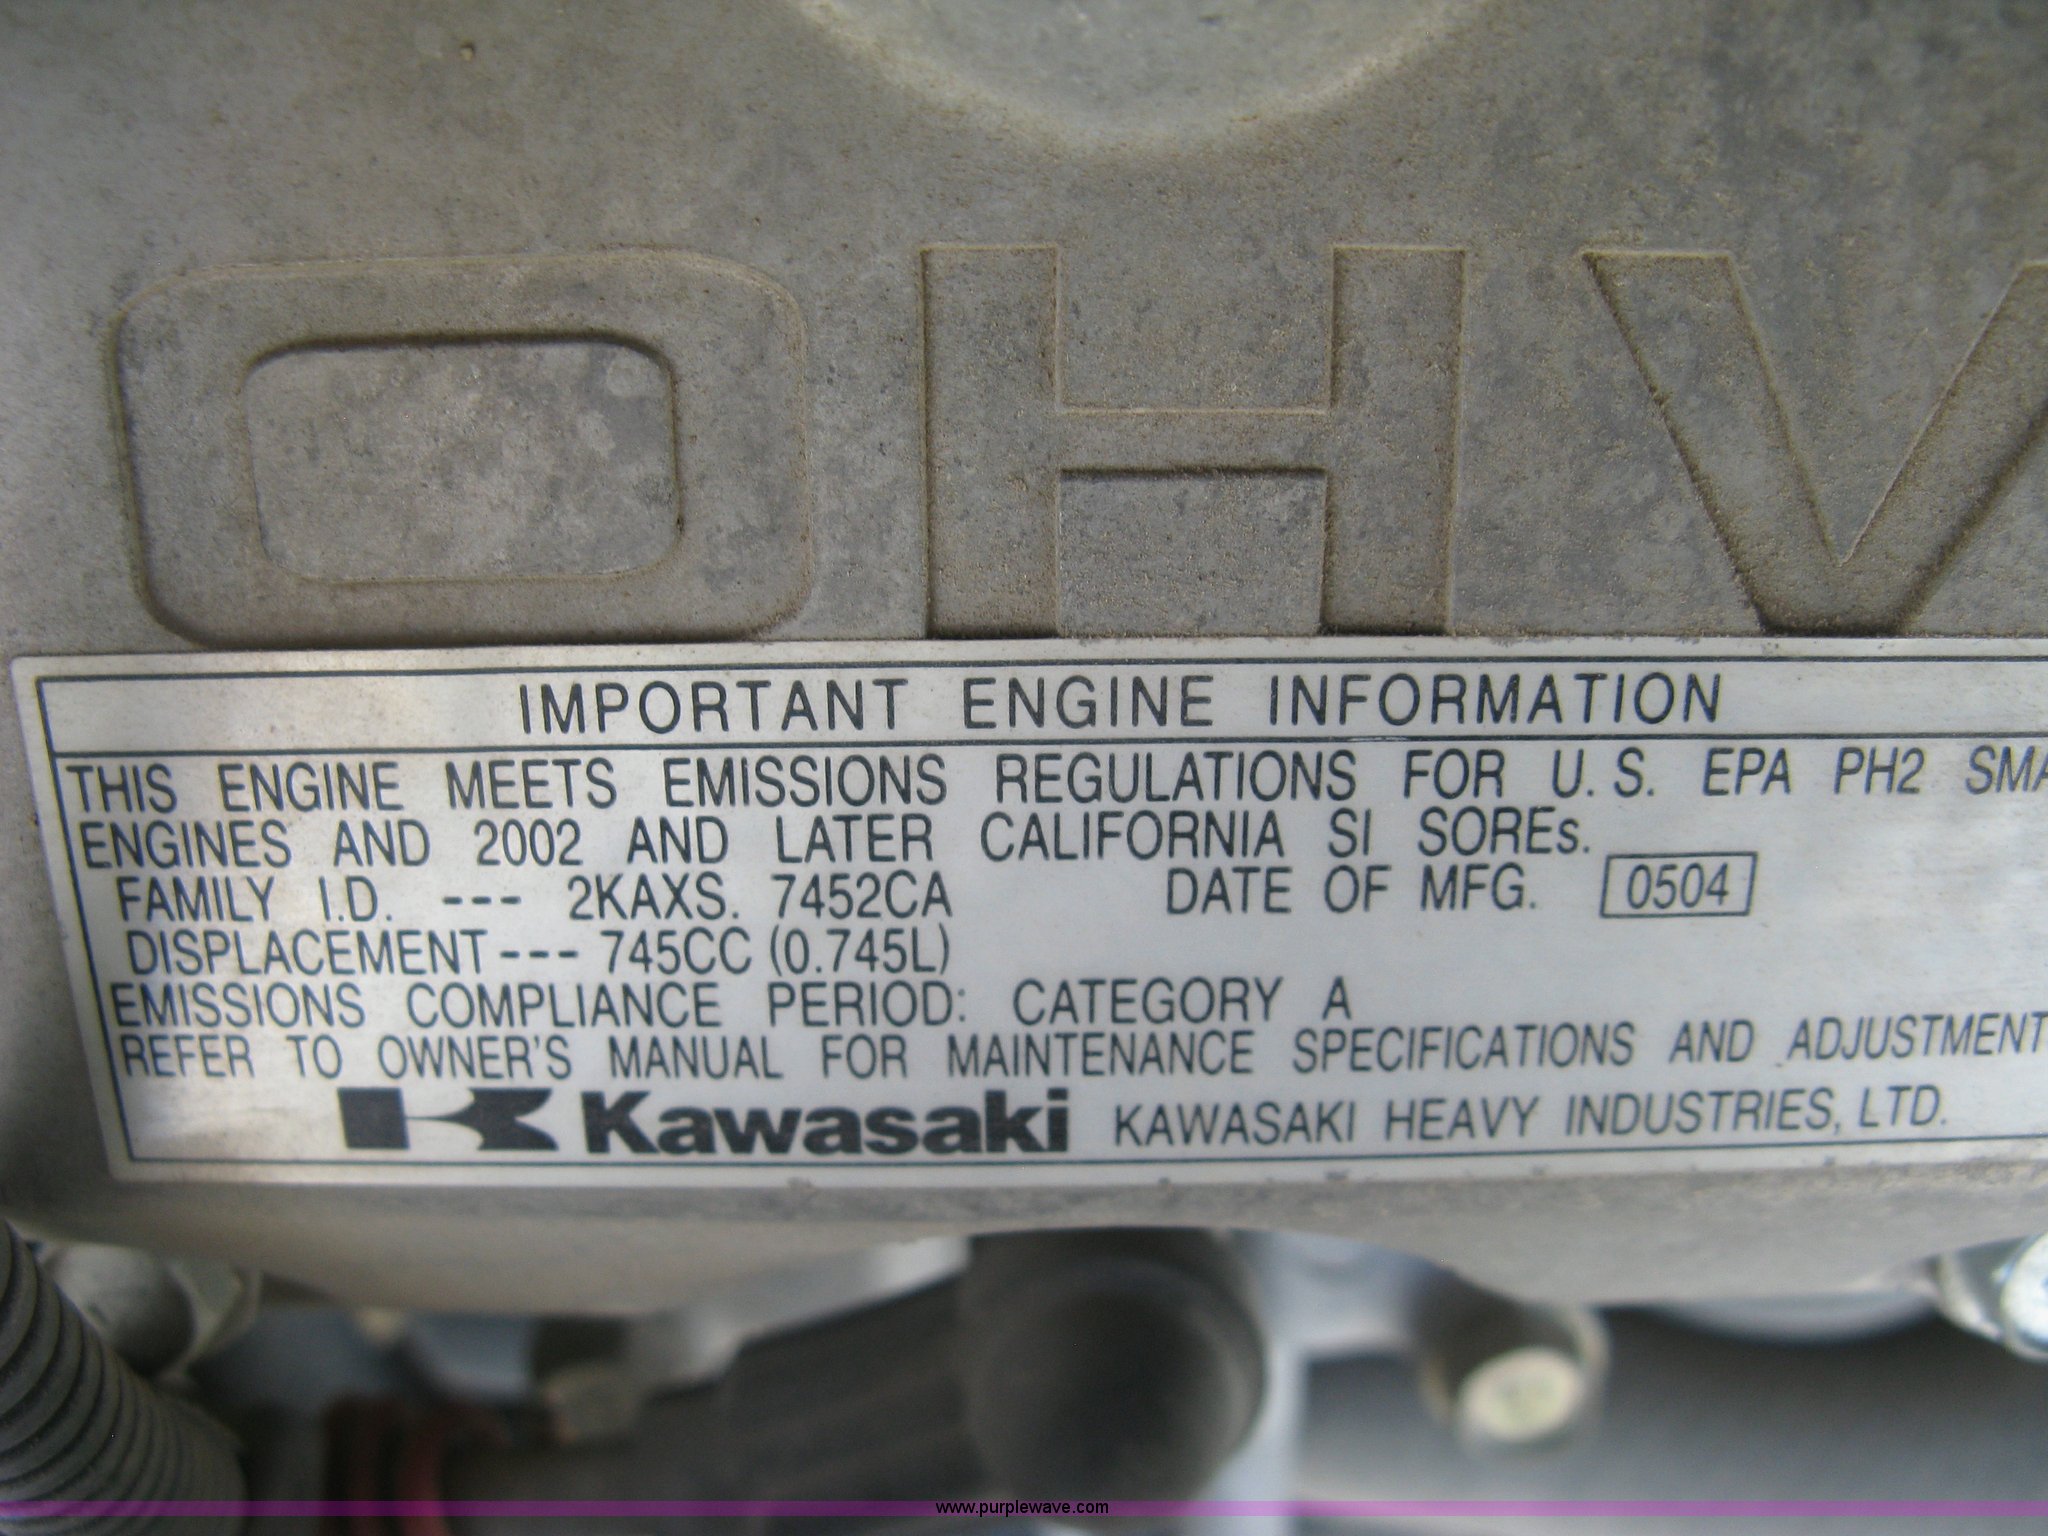 OHV
IMPORTANT ENGINE INFORMATION
THIS ENGINE MEETS EMISSIONS REGULATIONS FOR U.S. EPA PH2 SMA
ENGINES AND 2002 AND LATER CALIFORNIA SI SOREs.
FAMILY I.D. --- 2KAXS. 7452CA DATE OF MFG. 0504
DISPLACEMENT --- 745CC (0.745L)
EMISSIONS COMPLIANCE PERIOD: CATEGORY A
REFER TO OWNER'S MANUAL FOR MAINTENANCE SPECIFICATIONS AND ADJUSTMENT
Kawasaki KAWASAKI HEAVY INDUSTRIES, LTD.
www.purplewave.com